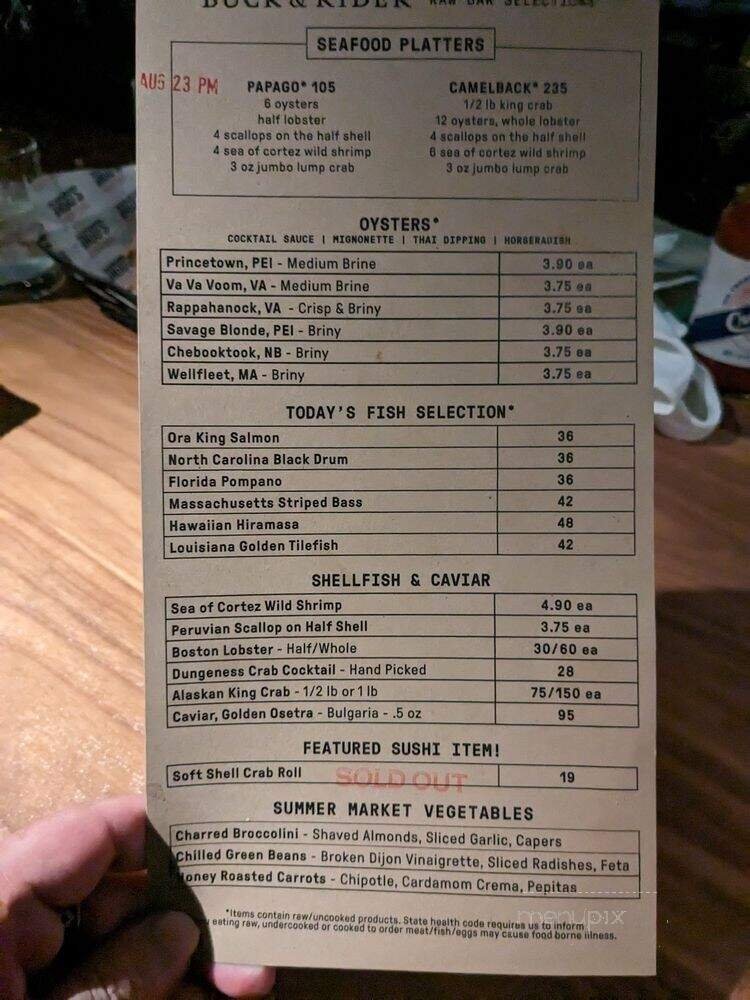 BUCK & RIDER RAW BAR SELECTIONS
SEAFOOD PLATTERS
AUG 23 PM
PAPAGO* 105
6 oysters
half lobster
4 scallops on the half shell
4 sea of cortez wild shrimp
3 oz jumbo lump crab
CAMELBACK* 235
1/2 lb king crab
12 oysters, whole lobster
4 scallops on the half shell
6 sea of cortez wild shrimp
3 oz jumbo lump crab
OYSTERS*
COCKTAIL SAUCE | MIGNONETTE | THAI DIPPING | HORSERADISH
Princetown, PEI - Medium Brine 3.90 ea
Va Va Voom, VA - Medium Brine 3.75 ea
Rappahanock, VA - Crisp & Briny 3.75 ea
Savage Blonde, PEI - Briny 3.90 ea
Chebooktook, NB - Briny 3.75 ea
Wellfleet, MA - Briny 3.75 ea
TODAY'S FISH SELECTION*
Ora King Salmon 36
North Carolina Black Drum 36
Florida Pompano 36
Massachusetts Striped Bass 42
Hawaiian Hiramasa 48
Louisiana Golden Tilefish 42
SHELLFISH & CAVIAR
Sea of Cortez Wild Shrimp 4.90 ea
Peruvian Scallop on Half Shell 3.75 ea
Boston Lobster - Half/Whole 30/60 ea
Dungeness Crab Cocktail - Hand Picked 28
Alaskan King Crab - 1/2 lb or 1 lb 75/150 ea
Caviar, Golden Osetra - Bulgaria - .5 oz 95
FEATURED SUSHI ITEM!
Soft Shell Crab Roll SOLD OUT 19
SUMMER MARKET VEGETABLES
Charred Broccolini - Shaved Almonds, Sliced Garlic, Capers
Chilled Green Beans - Broken Dijon Vinaigrette, Sliced Radishes, Feta
Honey Roasted Carrots - Chipotle, Cardamom Crema, Pepitas
*Items contain raw/uncooked products. State health code requires us to inform
eating raw, undercooked or cooked to order meat/fish/eggs may cause food borne illness.
menupix